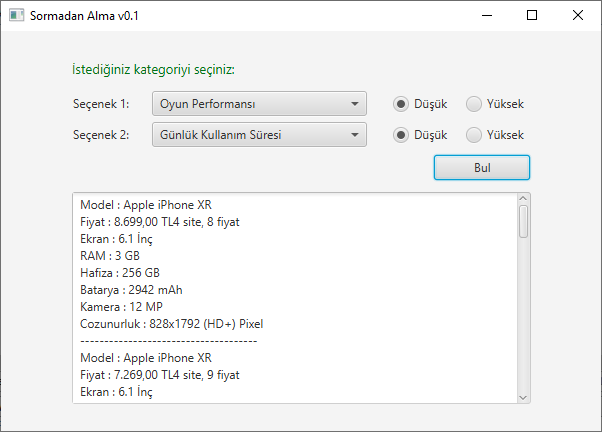 Sormadan Alma v0.1
İstediğiniz kategoriyi seçiniz:
Seçenek 1: Oyun Performansı Düşük Yüksek
Seçenek 2: Günlük Kullanım Süresi Düşük Yüksek
Bul
Model : Apple iPhone XR
Fiyat : 8.699,00 TL4 site, 8 fiyat
Ekran : 6.1 İnç
RAM : 3 GB
Hafiza : 256 GB
Batarya : 2942 mAh
Kamera : 12 MP
Cozunurluk : 828x1792 (HD+) Pixel
-------------------------------------
Model : Apple iPhone XR
Fiyat : 7.269,00 TL4 site, 9 fiyat
Ekran : 6.1 İnç